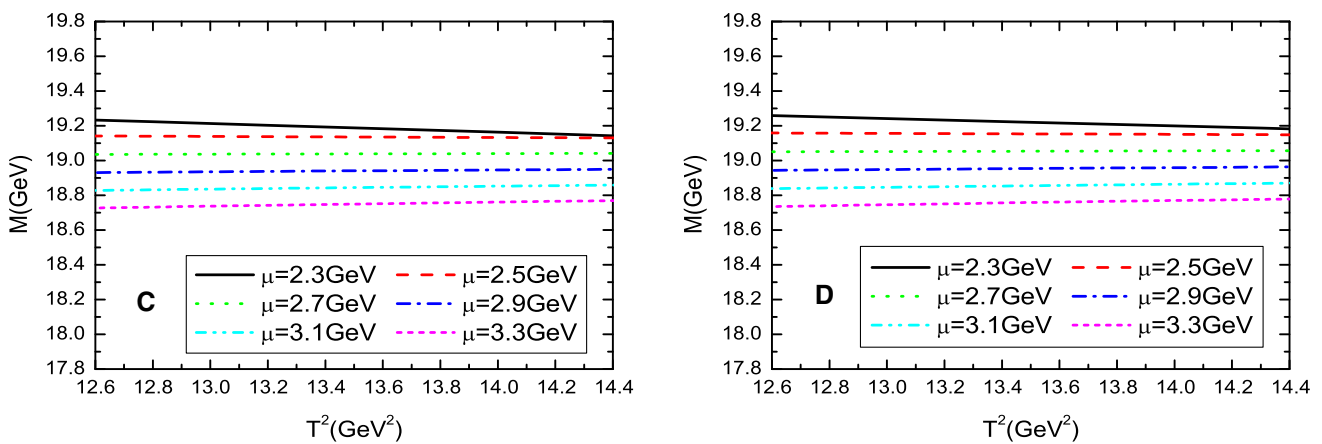 19.8
19.6
19.4
19.2
19.0
18.8
18.6
18.4
18.2
18.0
17.8
M(GeV)
μ=2.3GeV μ=2.5GeV
μ=2.7GeV μ=2.9GeV
μ=3.1GeV μ=3.3GeV
C
12.6 12.8 13.0 13.2 13.4 13.6 13.8 14.0 14.2 14.4
T²(GeV²)
19.8
19.6
19.4
19.2
19.0
18.8
18.6
18.4
18.2
18.0
17.8
M(GeV)
μ=2.3GeV μ=2.5GeV
μ=2.7GeV μ=2.9GeV
μ=3.1GeV μ=3.3GeV
D
12.6 12.8 13.0 13.2 13.4 13.6 13.8 14.0 14.2 14.4
T²(GeV²)